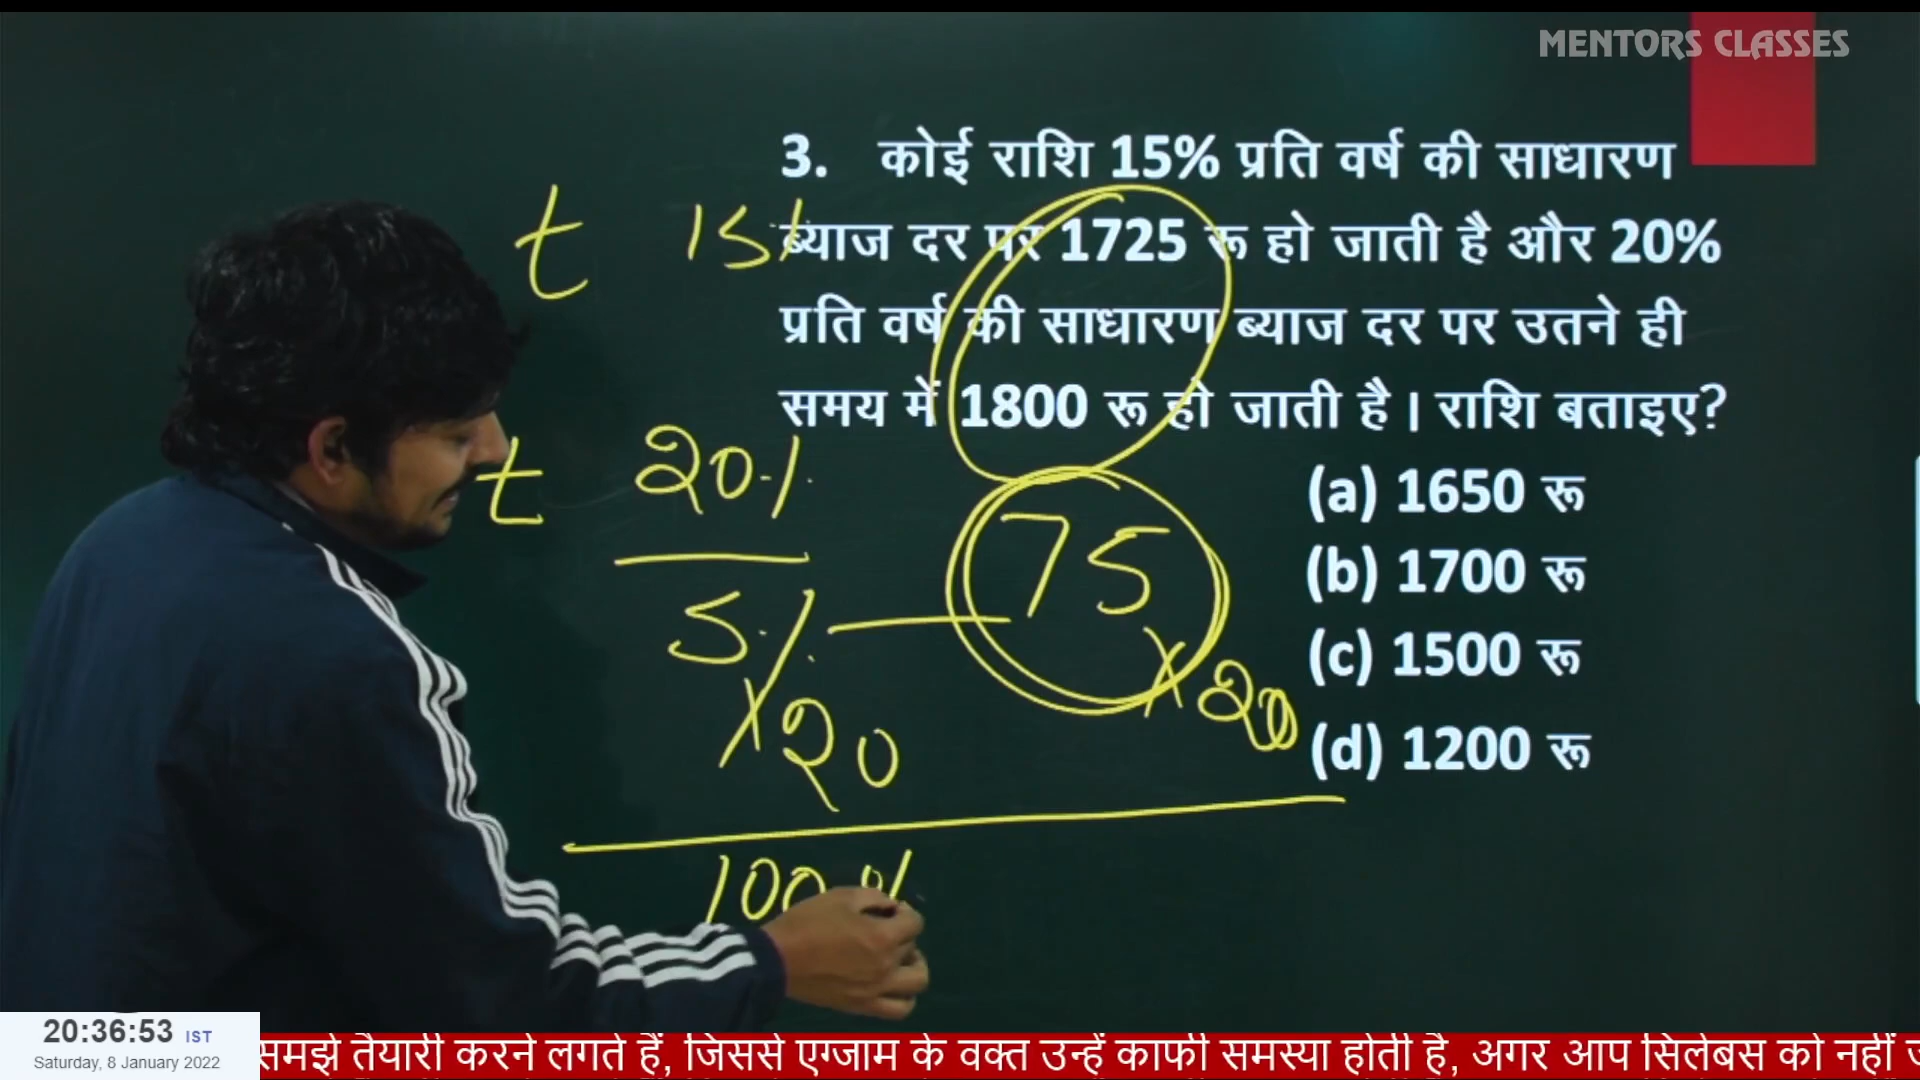 MENTORS CLASSES
3. कोई राशि 15% प्रति वर्ष की साधारण
ब्याज दर पर 1725 रू हो जाती है और 20%
प्रति वर्ष की साधारण ब्याज दर पर उतने ही
समय में 1800 रू हो जाती है। राशि बताइए?
(a) 1650 रू
(b) 1700 रू
(c) 1500 रू
(d) 1200 रू
t 15%
t 20%
5% — 75
×20 ×20
100%
20:36:53 IST
Saturday, 8 January 2022
समझे तैयारी करने लगते हैं, जिससे एग्जाम के वक्त उन्हें काफी समस्या होती है, अगर आप सिलेबस को नहीं